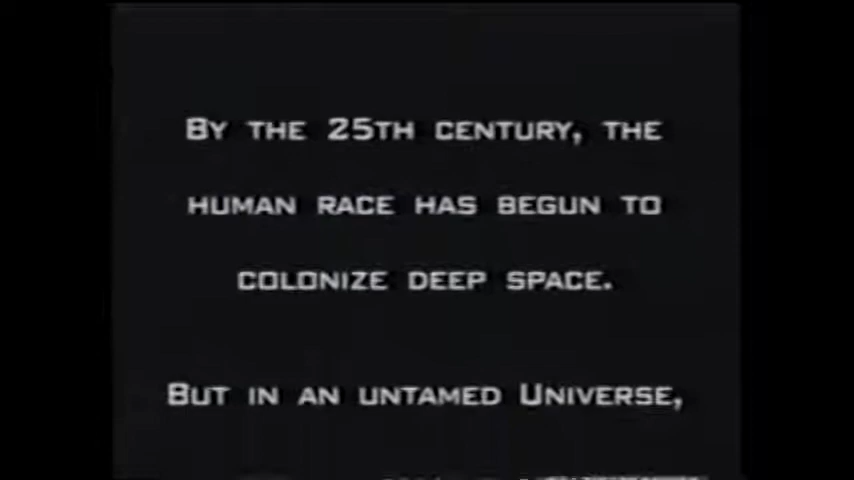 By the 25th century, the
human race has begun to
colonize deep space.
But in an untamed Universe,